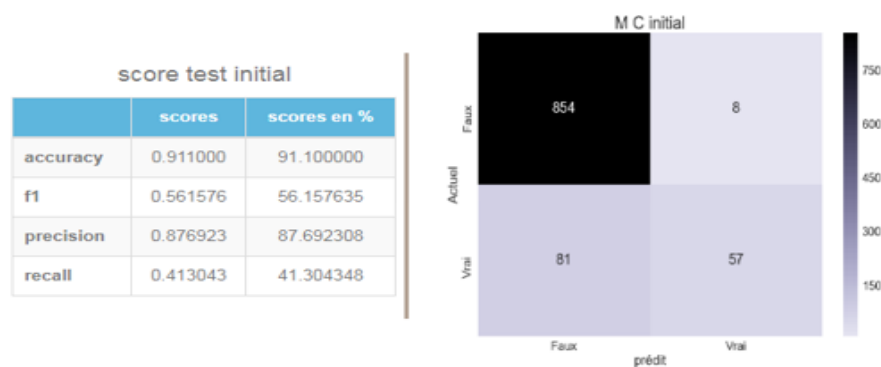 score test initial
scores scores en %
accuracy 0.911000 91.100000
f1 0.561576 56.157635
precision 0.876923 87.692308
recall 0.413043 41.304348
M C initial
Faux 854 8
Actuel
Vrai 81 57
Faux Vrai
prédit
750
600
450
300
150